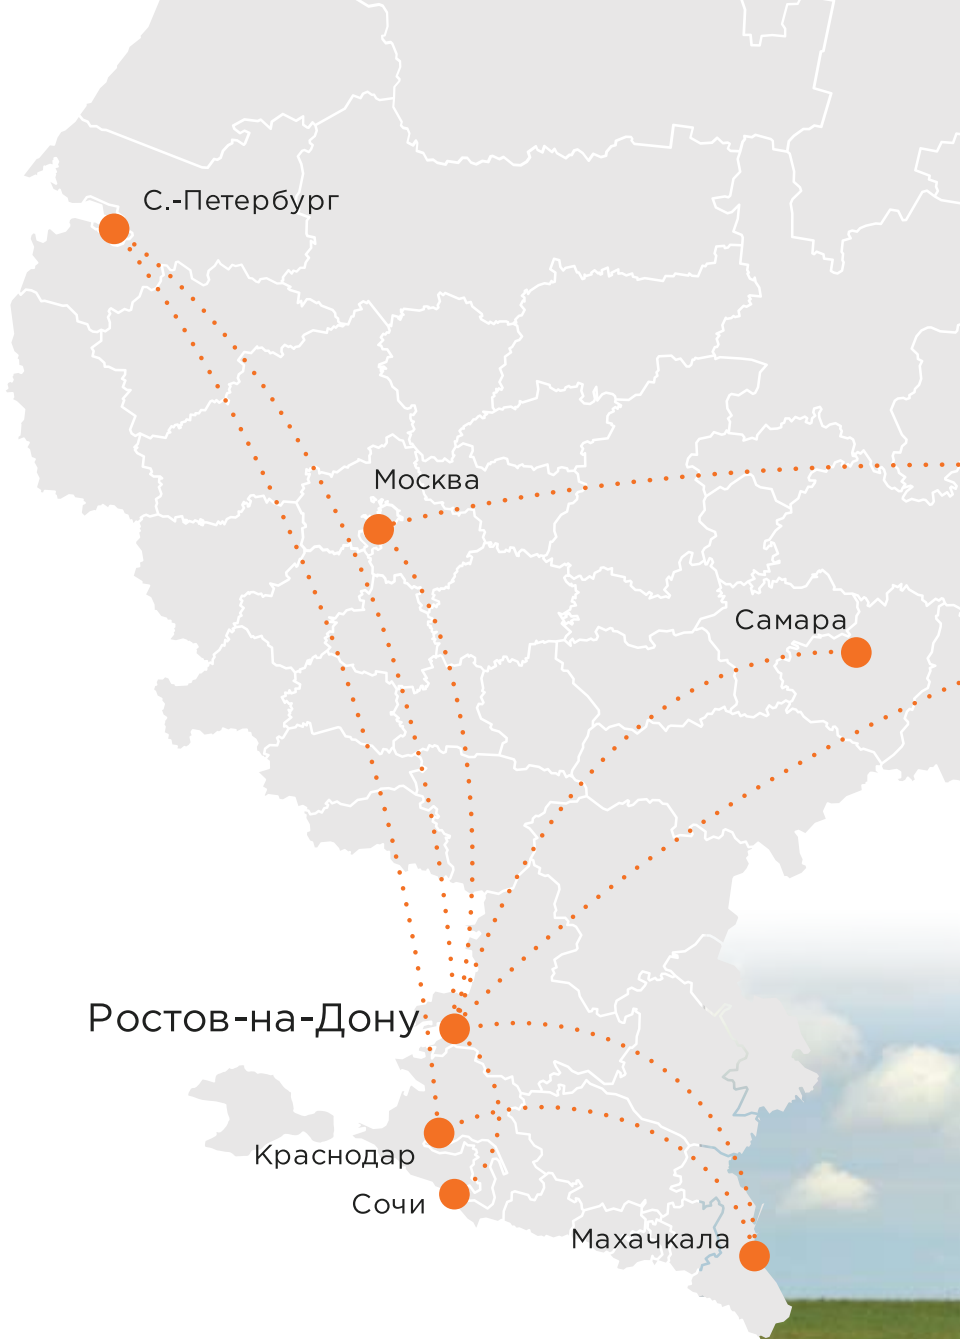 С.-Петербург
Москва
Самара
Ростов-на-Дону
Краснодар
Сочи
Махачкала